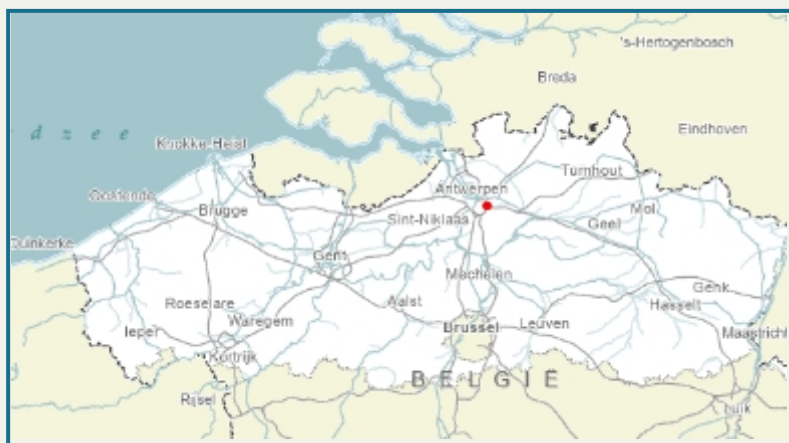 's-Hertogenbosch
Breda
dzee
Eindhoven
Knokke-Heist
Turnhout
Antwerpen
Oostende
Mol
Brugge
Sint-Niklaas
Geel
Duinkerke
Gent
Mechelen
Genk
Roeselare
Aalst
Hasselt
Waregem
Ieper
Brussel
Leuven
Maastricht
Kortrijk
BELGIË
Rijsel
Luik